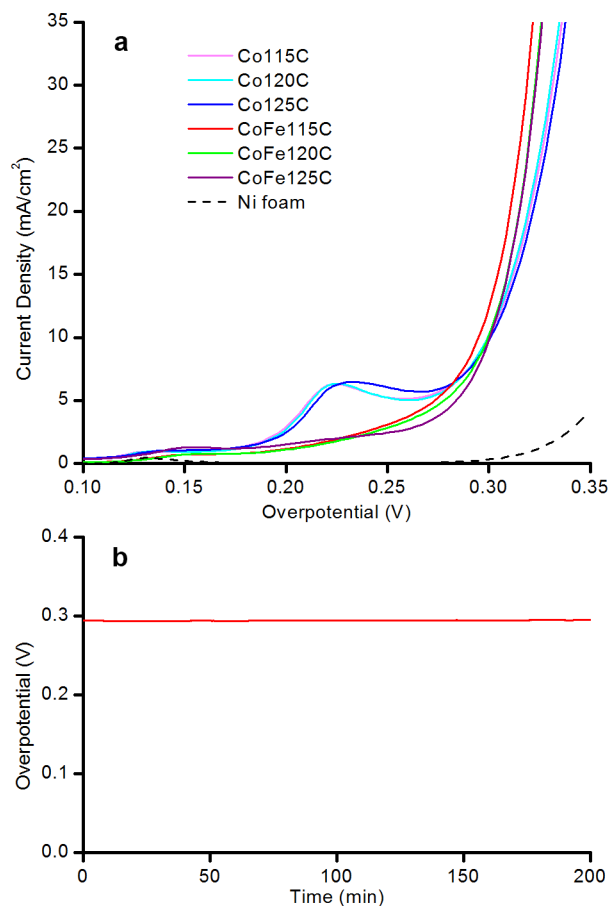 a
Co115C
Co120C
Co125C
CoFe115C
CoFe120C
CoFe125C
Ni foam
Current Density (mA/cm²)
35
30
25
20
15
10
5
0
0.10 0.15 0.20 0.25 0.30 0.35
Overpotential (V)
b
Overpotential (V)
0.4
0.3
0.2
0.1
0.0
0 50 100 150 200
Time (min)